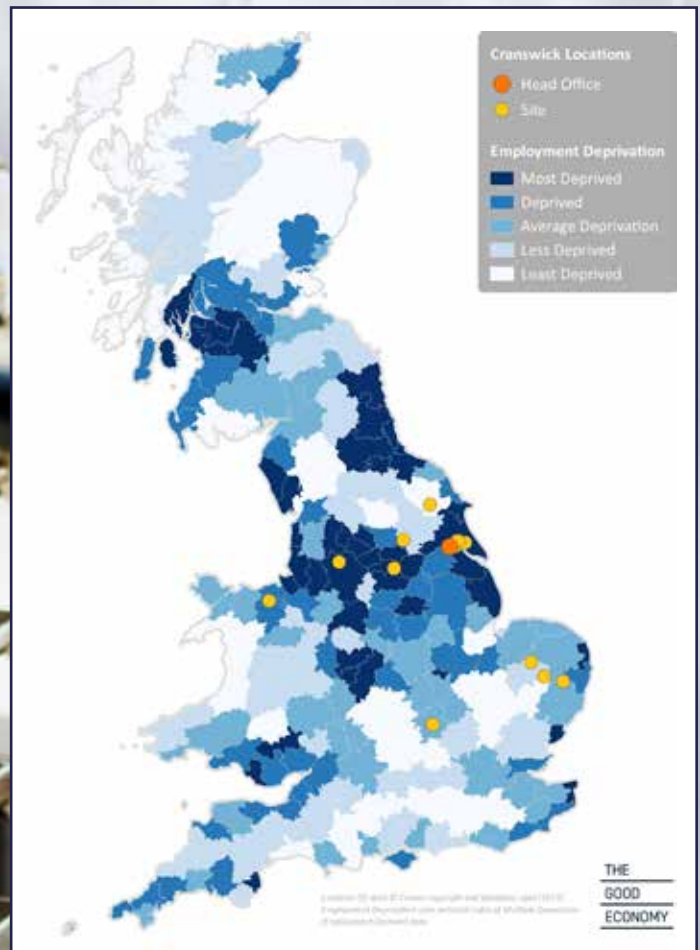 Cranswick Locations
Head Office
Site
Employment Deprivation
Most Deprived
Deprived
Average Deprivation
Less Deprived
Least Deprived
THE
GOOD
ECONOMY